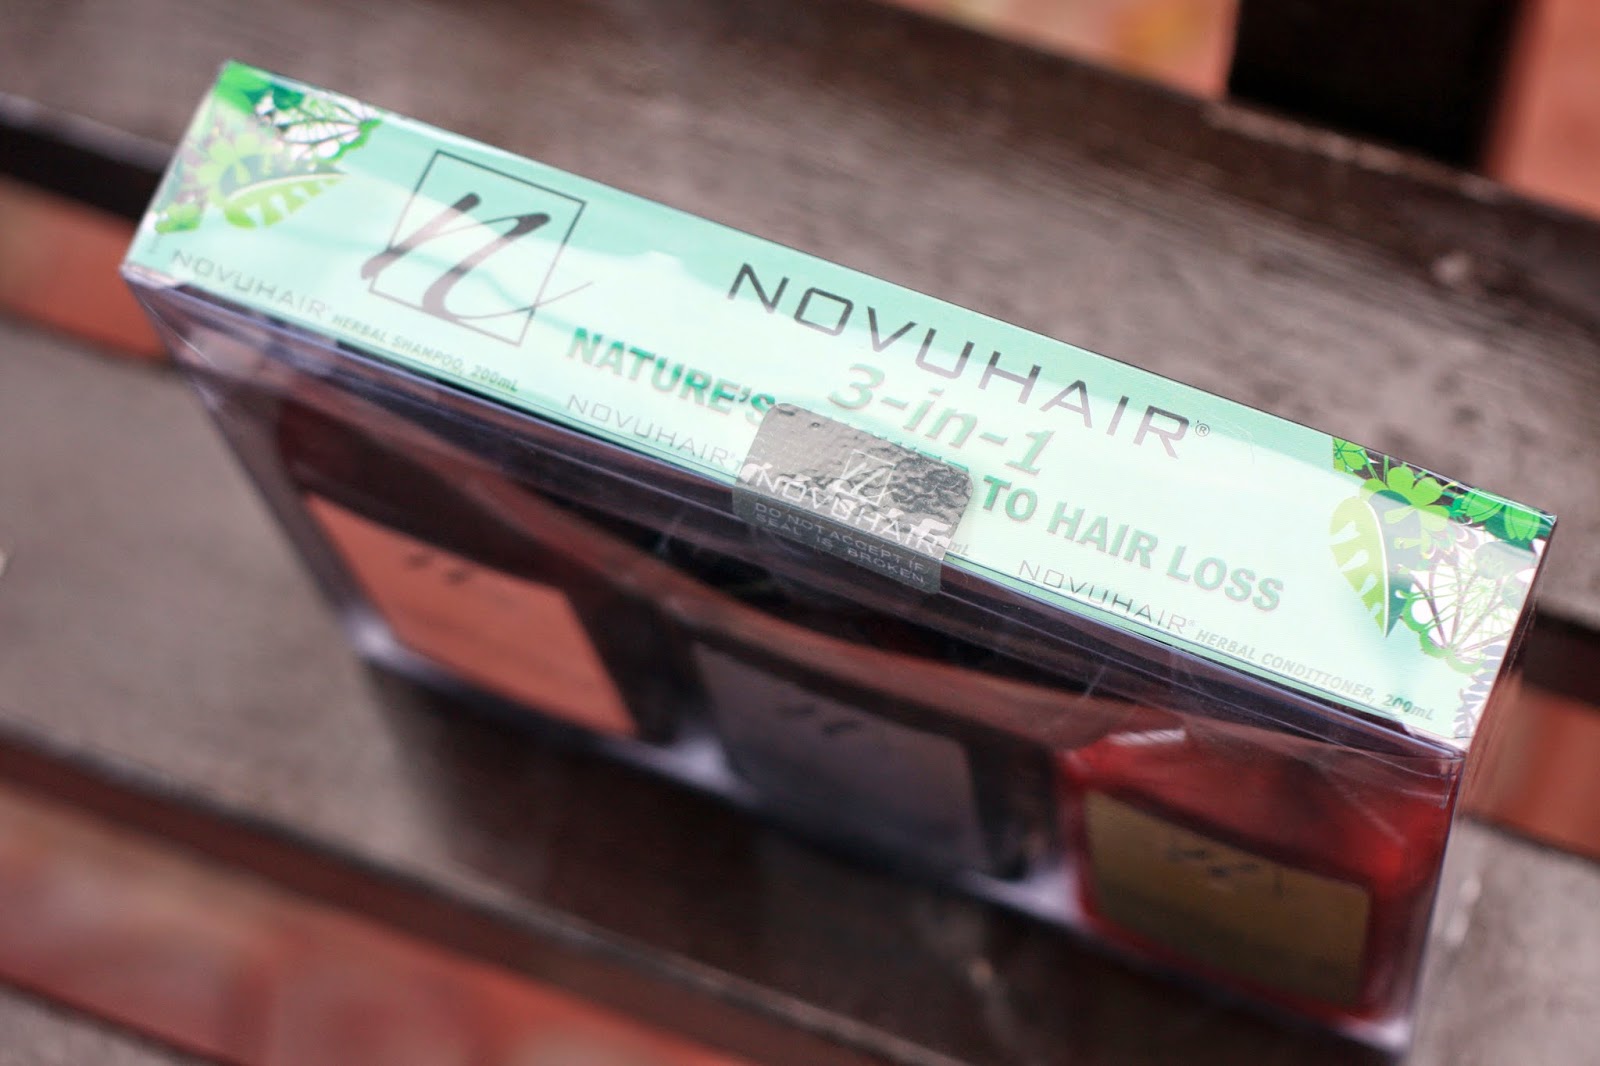 n
NOVUHAIR®
3-in-1
NATURE'S TO HAIR LOSS
NOVUHAIR® HERBAL SHAMPOO, 200mL
NOVUHAIR® mL
NOVUHAIR® HERBAL CONDITIONER, 200mL
n
NOVUHAIR
DO NOT ACCEPT IF
SEAL IS BROKEN.